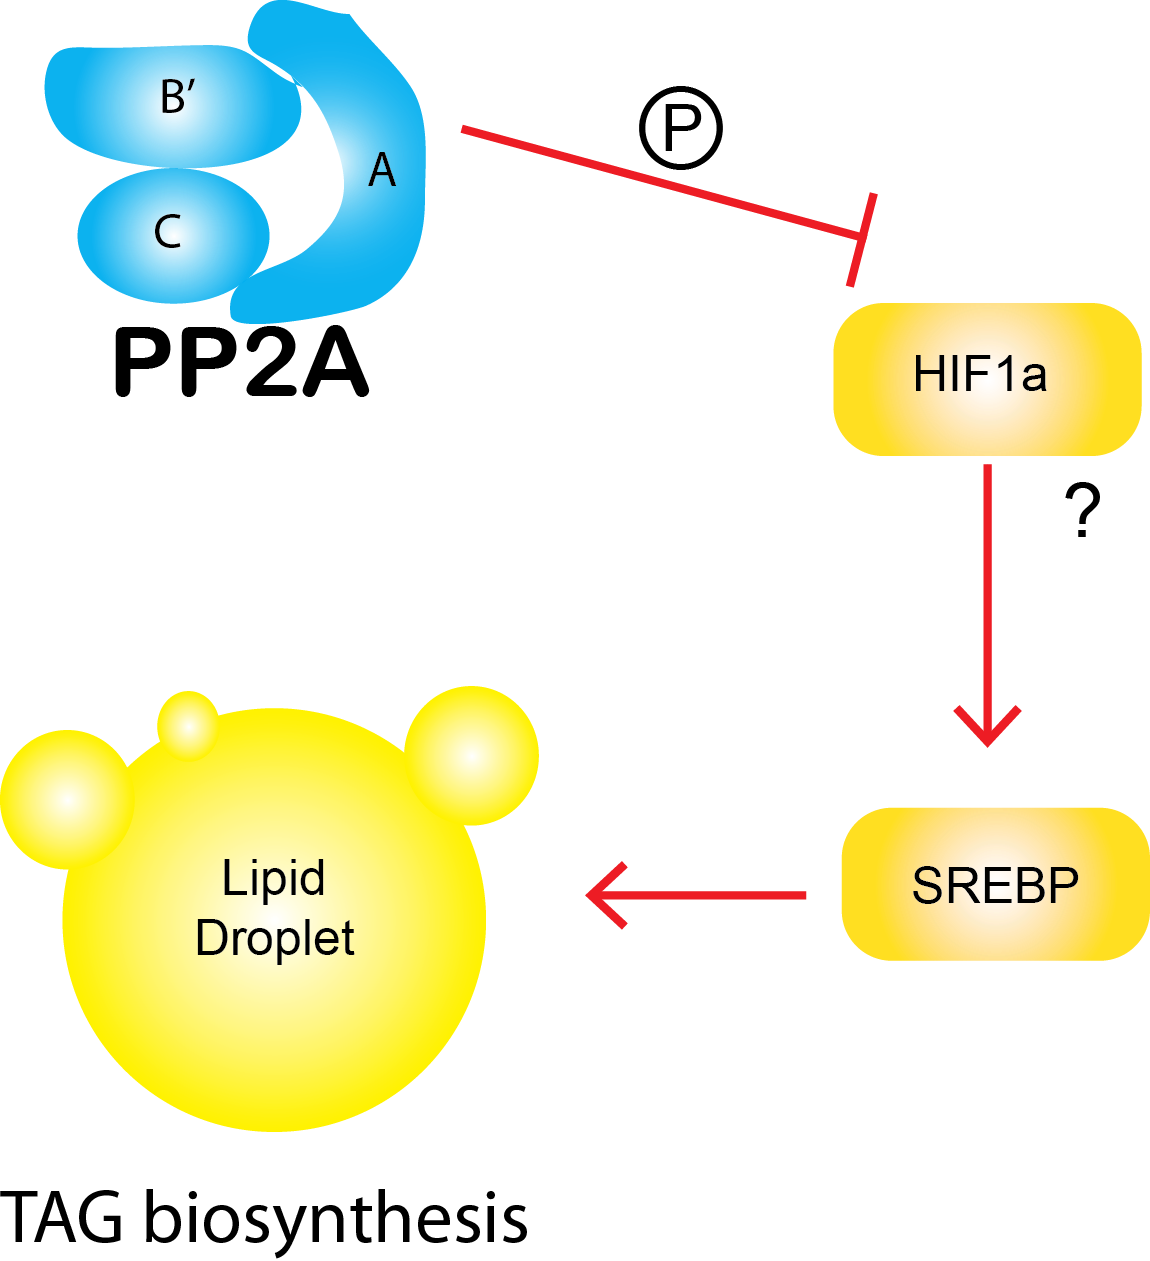 B’
A
C
PP2A
P
HIF1a
?
SREBP
Lipid
Droplet
TAG biosynthesis